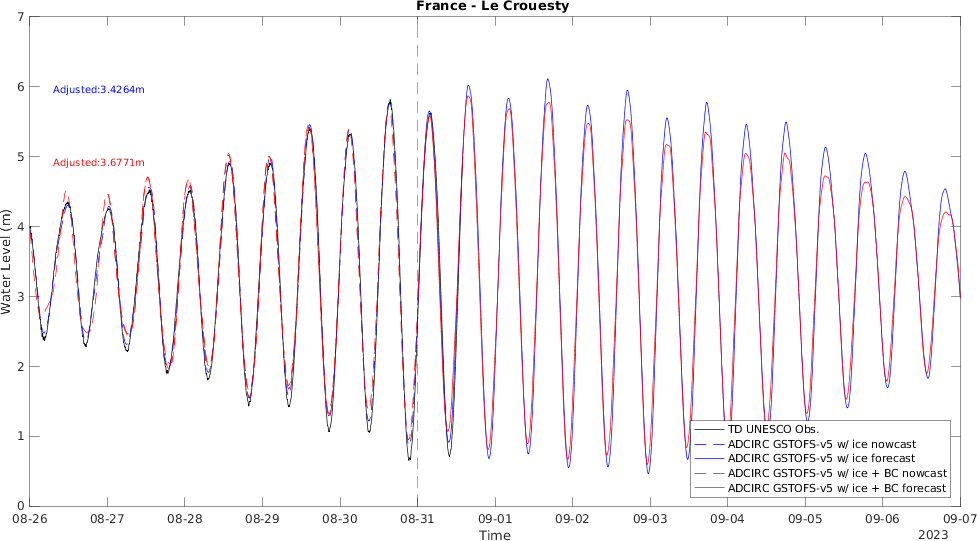 France - Le Crouesty
7
6
5
4
3
2
1
0
Water Level (m)
Adjusted:3.4264m
Adjusted:3.6771m
TD UNESCO Obs.
ADCIRC GSTOFS-v5 w/ ice nowcast
ADCIRC GSTOFS-v5 w/ ice forecast
ADCIRC GSTOFS-v5 w/ ice + BC nowcast
ADCIRC GSTOFS-v5 w/ ice + BC forecast
08-26 08-27 08-28 08-29 08-30 08-31 09-01 09-02 09-03 09-04 09-05 09-06 09-07
Time
2023